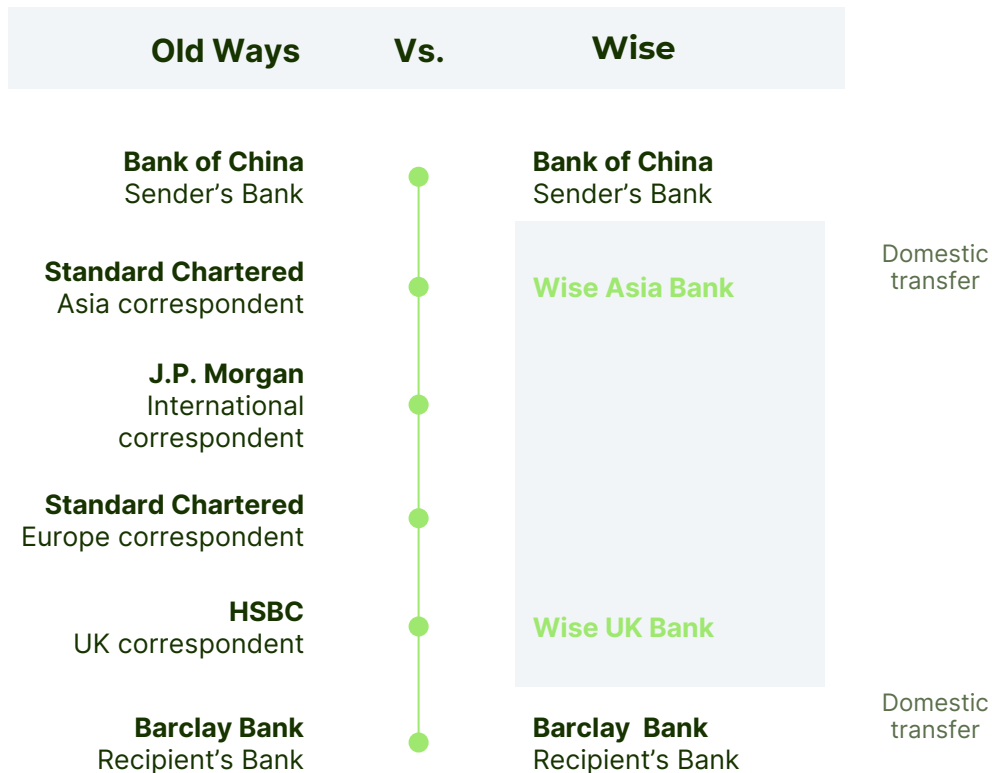 Old Ways Vs. Wise
Bank of China
Sender’s Bank
Bank of China
Sender’s Bank
Domestic
transfer
Standard Chartered
Asia correspondent
Wise Asia Bank
J.P. Morgan
International
correspondent
Standard Chartered
Europe correspondent
HSBC
UK correspondent
Wise UK Bank
Domestic
transfer
Barclay Bank
Recipient’s Bank
Barclay  Bank
Recipient’s Bank